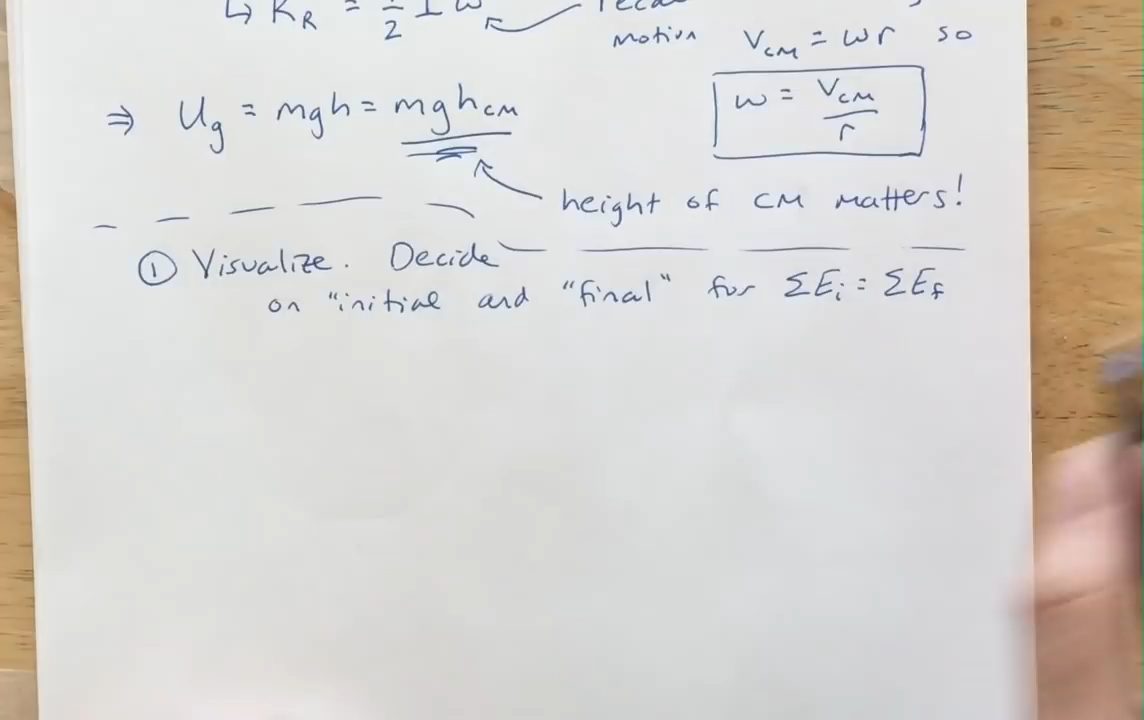 ↳ K_R = 1/2 I ω
motion V_CM = ωr so
⇒ U_g = mgh = mgh_CM
ω = V_CM / r
height of CM matters!
① Visualize. Decide
on "initial and "final" for ΣE_i = ΣE_f